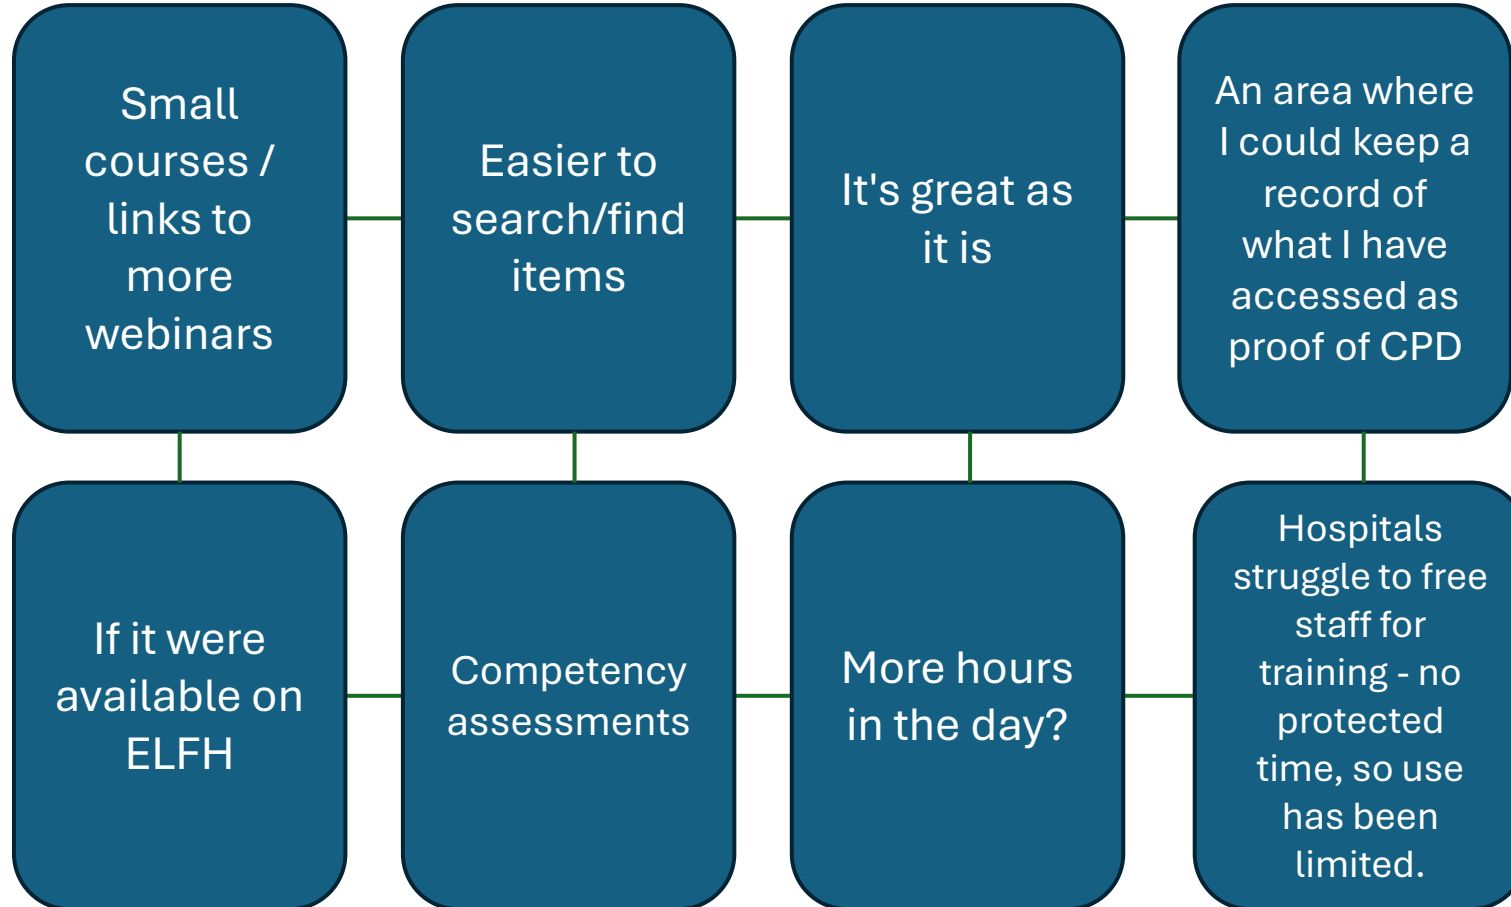 Small
courses /
links to
more
webinars
Easier to
search/find
items
It's great as
it is
An area where
I could keep a
record of
what I have
accessed as
proof of CPD
If it were
available on
ELFH
Competency
assessments
More hours
in the day?
Hospitals
struggle to free
staff for
training - no
protected
time, so use
has been
limited.